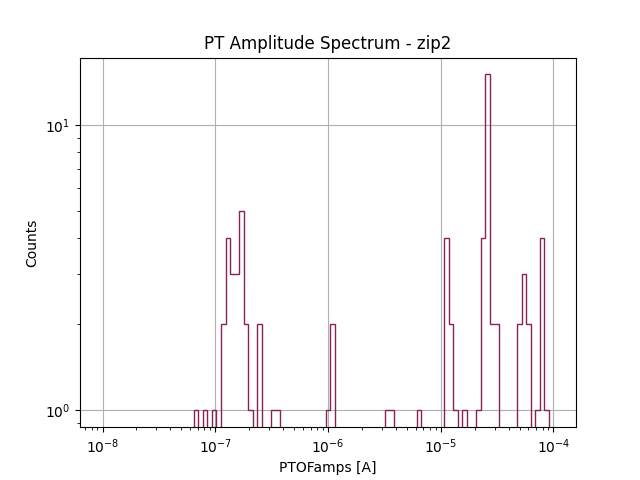 PT Amplitude Spectrum - zip2
Counts
10¹
10⁰
10⁻⁸ 10⁻⁷ 10⁻⁶ 10⁻⁵ 10⁻⁴
PTOFamps [A]